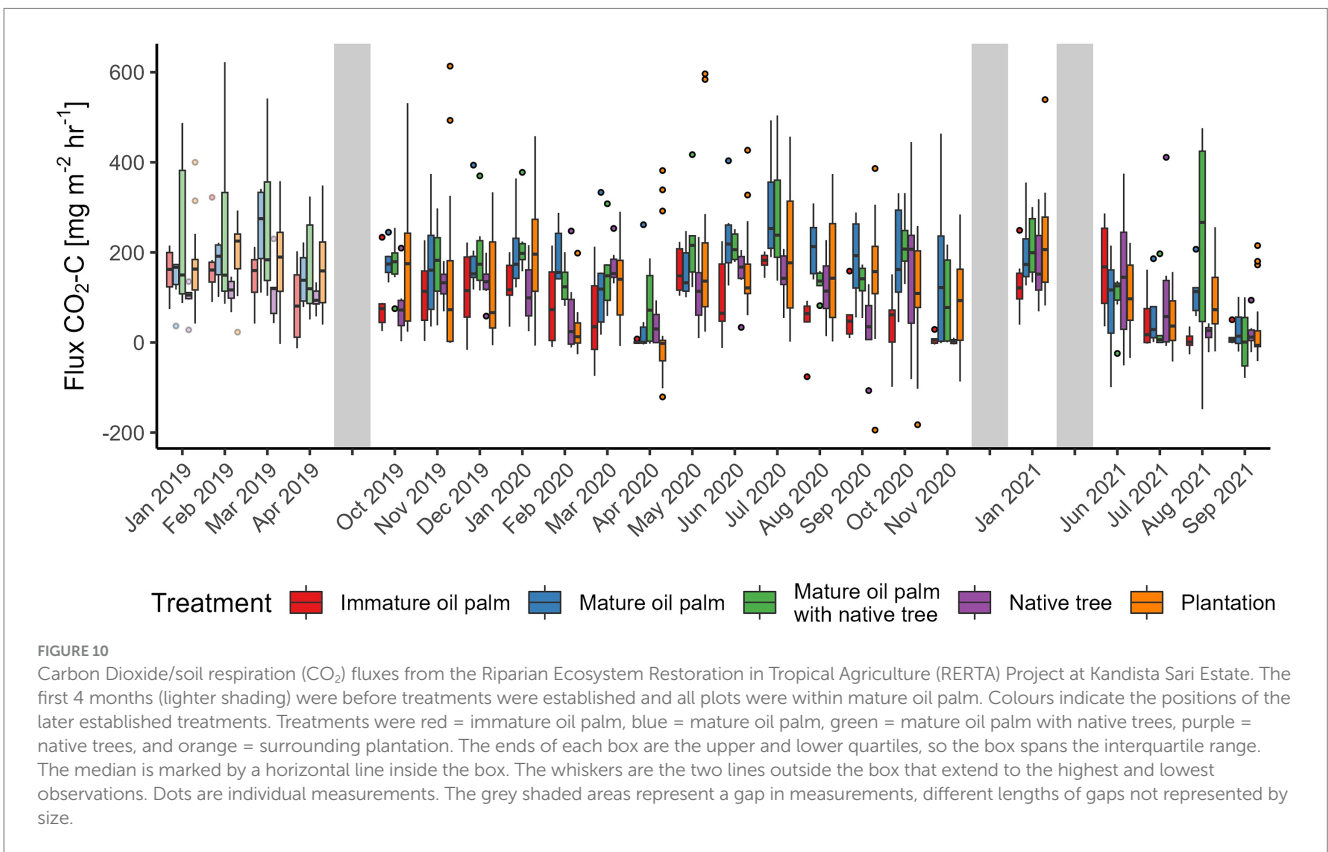 Flux CO₂-C [mg m⁻² hr⁻¹]
600
400
200
0
-200
Jan 2019
Feb 2019
Mar 2019
Apr 2019
Oct 2019
Nov 2019
Dec 2019
Jan 2020
Feb 2020
Mar 2020
Apr 2020
May 2020
Jun 2020
Jul 2020
Aug 2020
Sep 2020
Oct 2020
Nov 2020
Jan 2021
Jun 2021
Jul 2021
Aug 2021
Sep 2021
Treatment
Immature oil palm
Mature oil palm
Mature oil palm
with native tree
Native tree
Plantation
FIGURE 10
Carbon Dioxide/soil respiration (CO₂) fluxes from the Riparian Ecosystem Restoration in Tropical Agriculture (RERTA) Project at Kandista Sari Estate. The
first 4 months (lighter shading) were before treatments were established and all plots were within mature oil palm. Colours indicate the positions of the
later established treatments. Treatments were red = immature oil palm, blue = mature oil palm, green = mature oil palm with native trees, purple =
native trees, and orange = surrounding plantation. The ends of each box are the upper and lower quartiles, so the box spans the interquartile range.
The median is marked by a horizontal line inside the box. The whiskers are the two lines outside the box that extend to the highest and lowest
observations. Dots are individual measurements. The grey shaded areas represent a gap in measurements, different lengths of gaps not represented by
size.